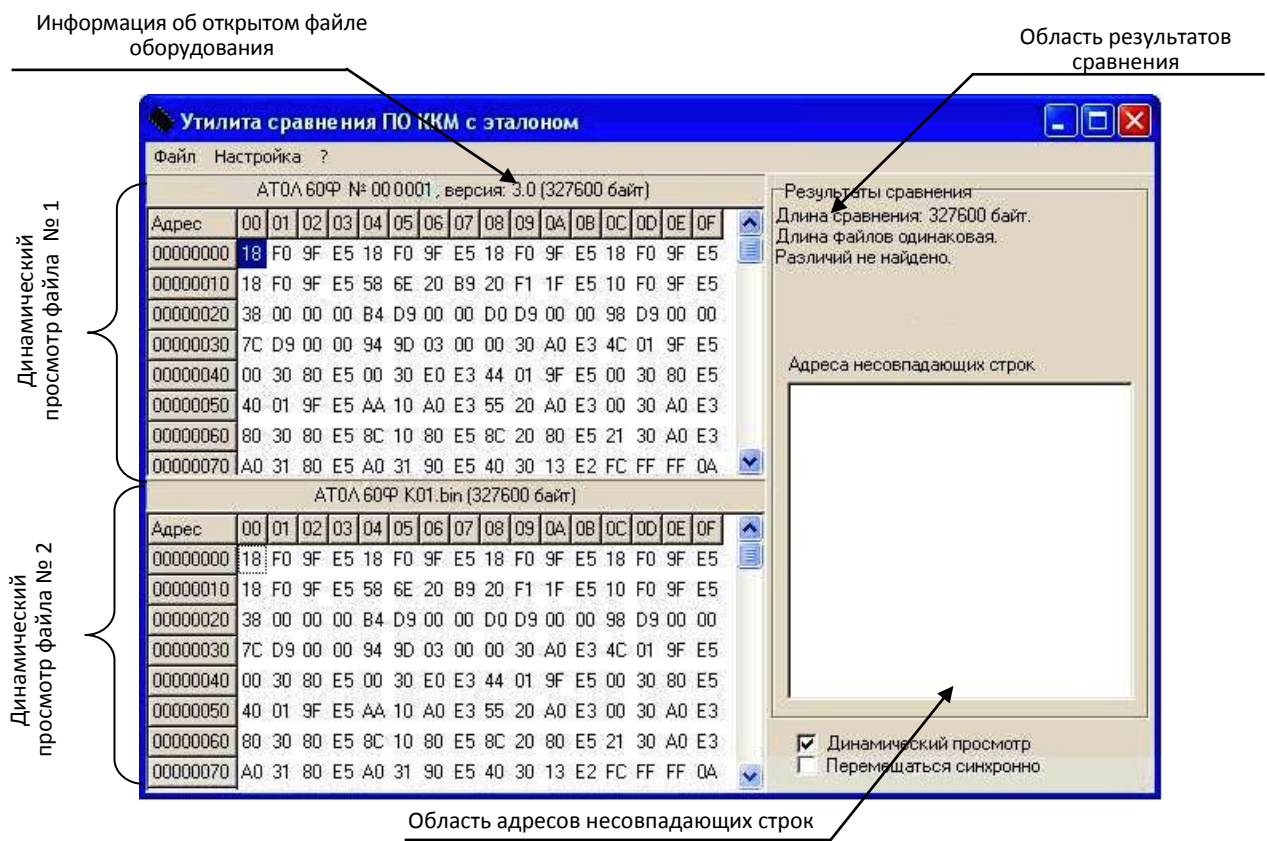 Информация об открытом файле
оборудования
Область результатов
сравнения
Утилита сравнения ПО ККМ с эталоном
Файл Настройка ?
Динамический
просмотр файла № 1
АТОЛ 60Ф № 00 0001 , версия: 3.0 (327600 байт)
Адрес 00 01 02 03 04 05 06 07 08 09 0A 0B 0C 0D 0E 0F
00000000 18 F0 9F E5 18 F0 9F E5 18 F0 9F E5 18 F0 9F E5
00000010 18 F0 9F E5 58 6E 20 B9 20 F1 1F E5 10 F0 9F E5
00000020 38 00 00 00 B4 D9 00 00 D0 D9 00 00 98 D9 00 00
00000030 7C D9 00 00 94 9D 03 00 00 30 A0 E3 4C 01 9F E5
00000040 00 30 80 E5 00 30 E0 E3 44 01 9F E5 00 30 80 E5
00000050 40 01 9F E5 AA 10 A0 E3 55 20 A0 E3 00 30 A0 E3
00000060 80 30 80 E5 8C 10 80 E5 8C 20 80 E5 21 30 A0 E3
00000070 A0 31 80 E5 A0 31 90 E5 40 30 13 E2 FC FF FF 0A
Динамический
просмотр файла № 2
АТОЛ 60Ф K01.bin (327600 байт)
Адрес 00 01 02 03 04 05 06 07 08 09 0A 0B 0C 0D 0E 0F
00000000 18 F0 9F E5 18 F0 9F E5 18 F0 9F E5 18 F0 9F E5
00000010 18 F0 9F E5 58 6E 20 B9 20 F1 1F E5 10 F0 9F E5
00000020 38 00 00 00 B4 D9 00 00 D0 D9 00 00 98 D9 00 00
00000030 7C D9 00 00 94 9D 03 00 00 30 A0 E3 4C 01 9F E5
00000040 00 30 80 E5 00 30 E0 E3 44 01 9F E5 00 30 80 E5
00000050 40 01 9F E5 AA 10 A0 E3 55 20 A0 E3 00 30 A0 E3
00000060 80 30 80 E5 8C 10 80 E5 8C 20 80 E5 21 30 A0 E3
00000070 A0 31 80 E5 A0 31 90 E5 40 30 13 E2 FC FF FF 0A
Результаты сравнения
Длина сравнения: 327600 байт.
Длина файлов одинаковая.
Различий не найдено.
Адреса несовпадающих строк
Динамический просмотр
Перемещаться синхронно
Область адресов несовпадающих строк